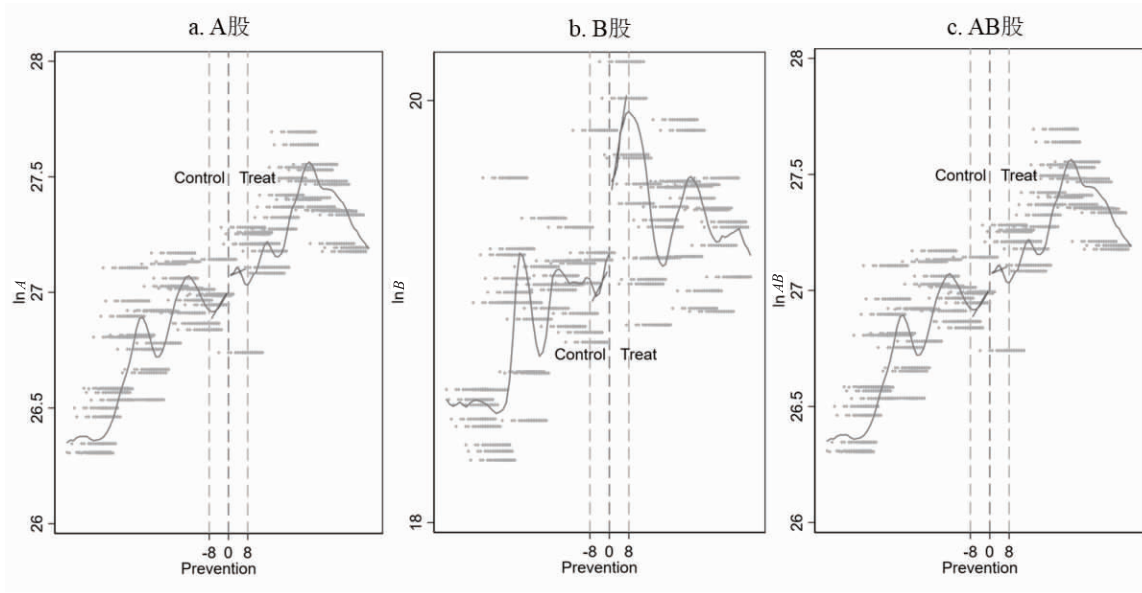 a. A股
28
27.5
27
26.5
26
lnA
Control
Treat
-8 0 8
Prevention
b. B股
20
18
lnB
Control
Treat
-8 0 8
Prevention
c. AB股
28
27.5
27
26.5
26
lnAB
Control
Treat
-8 0 8
Prevention